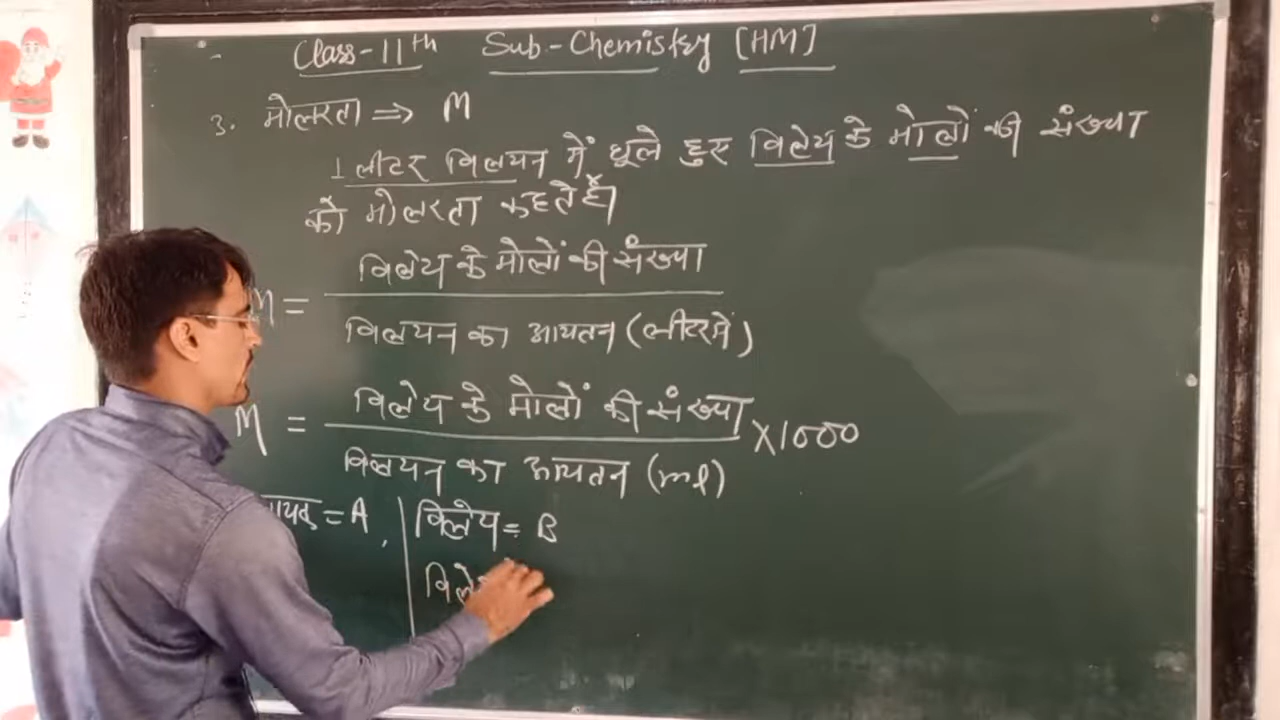 Class-11th Sub-Chemistry [HM]
3. मोलरता ⇒ M
1 लीटर विलयन में घूले हुए विलेय के मोलों की संख्या
को मोलरता कहते हैं।
M = विलेय के मोलों की संख्या
विलयन का आयतन (लीटर में)
M = विलेय के मोलों की संख्या ×1000
विलयन का आयतन (ml)
= A, विलेय = B